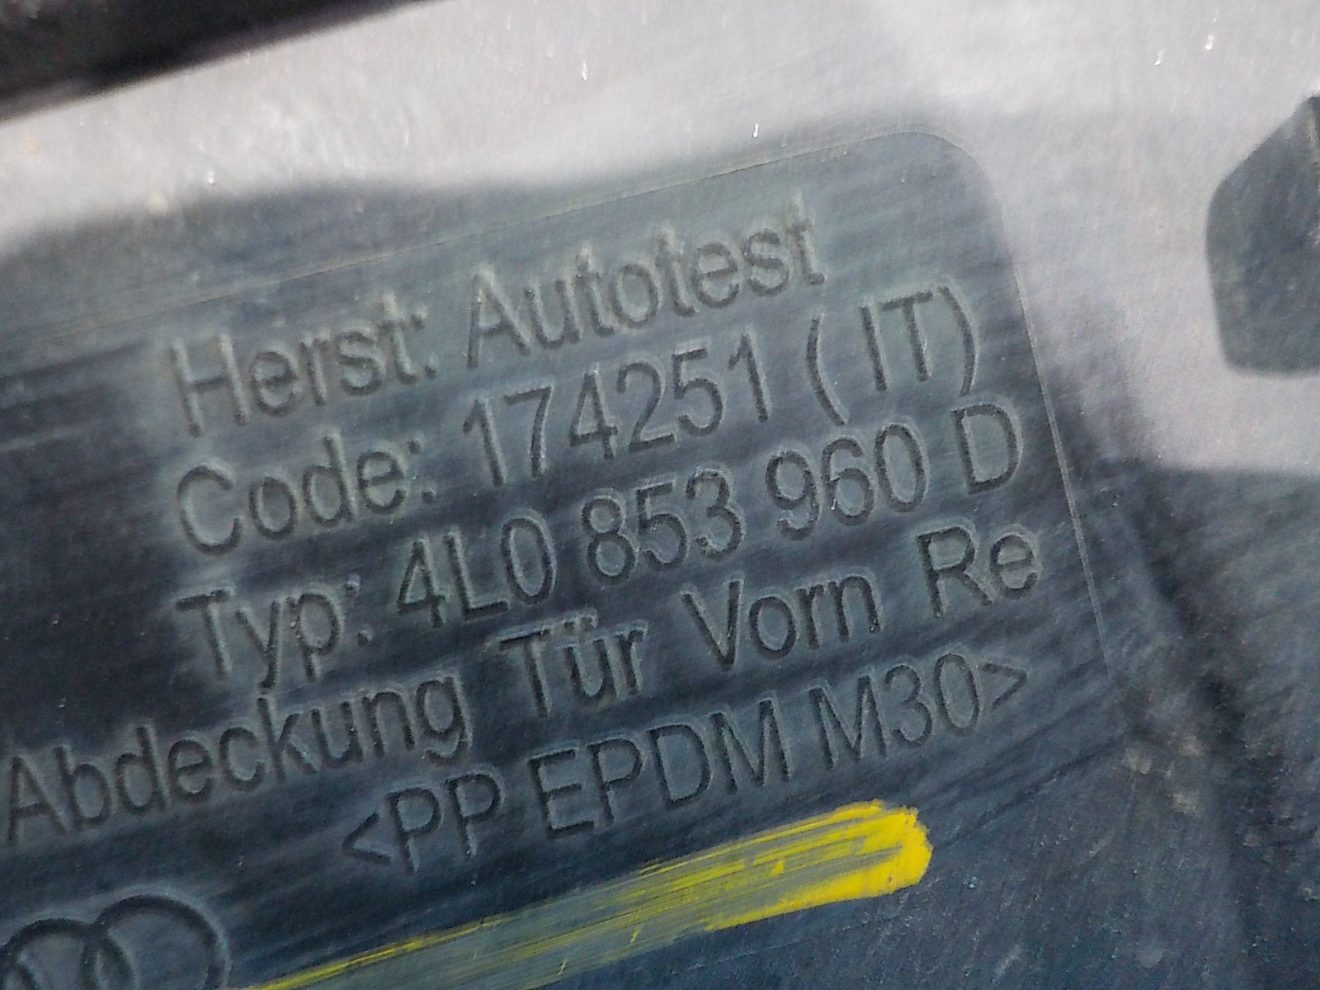 Herst: Autotest
Code: 174251 ( IT)
Typ: 4L0 853 960 D
Abdeckung Tür Vorn Re
<PP EPDM M30>